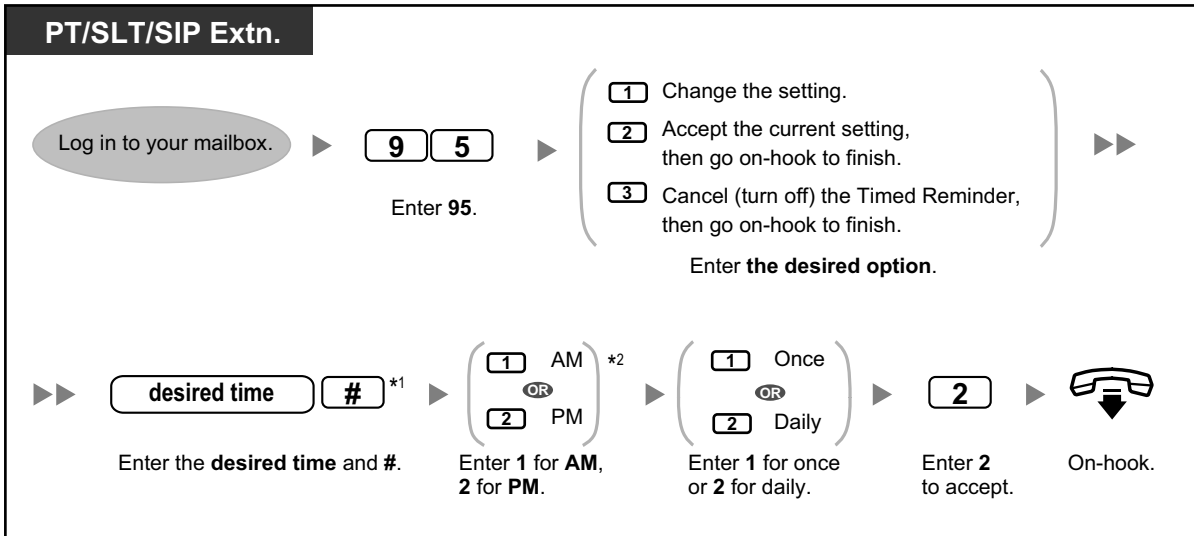 PT/SLT/SIP Extn.
Log in to your mailbox.
9 5
Enter 95.
1 Change the setting.
2 Accept the current setting,
then go on-hook to finish.
3 Cancel (turn off) the Timed Reminder,
then go on-hook to finish.
Enter the desired option.
desired time # *1
Enter the desired time and #.
1 AM *2
OR
2 PM
Enter 1 for AM,
2 for PM.
1 Once
OR
2 Daily
Enter 1 for once
or 2 for daily.
2
Enter 2
to accept.
On-hook.